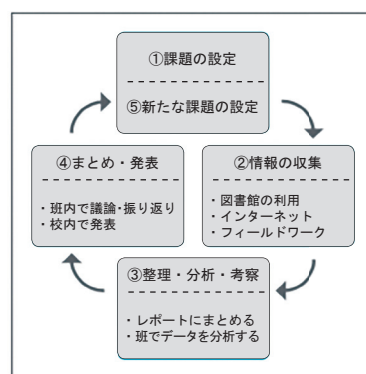 ①課題の設定
⑤新たな課題の設定
②情報の収集
・図書館の利用
・インターネット
・フィールドワーク
③整理・分析・考察
・レポートにまとめる
・班でデータを分析する
④まとめ・発表
・班内で議論・振り返り
・校内で発表